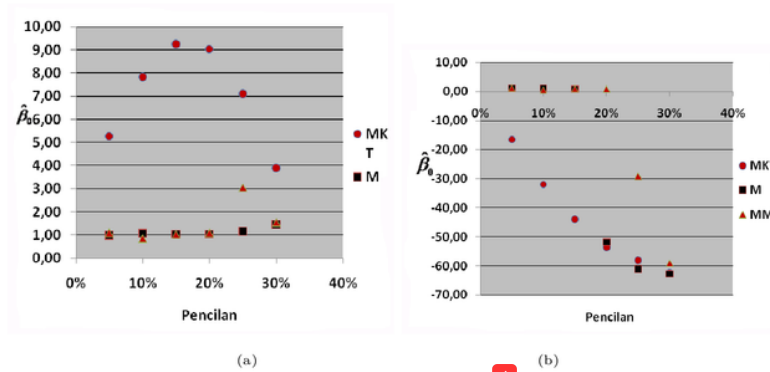 10,00
9,00
8,00
7,00
β̂₀6,00
5,00
4,00
3,00
2,00
1,00
0,00
0% 10% 20% 30% 40%
Pencilan
MK
T
M
(a)
10,00
0,00
0% 10% 20% 30% 40%
-10,00
-20,00
β̂₀
-30,00
-40,00
-50,00
-60,00
-70,00
Pencilan
MK
M
MM
(b)